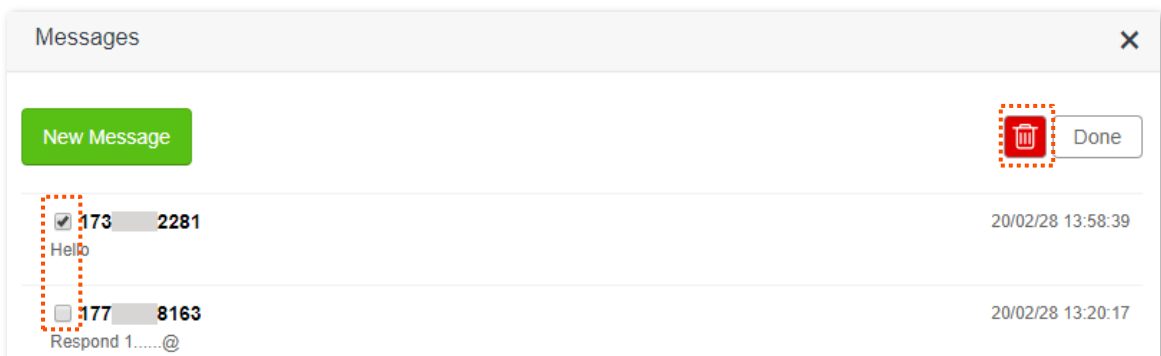 Messages
New Message
Done
173 2281
20/02/28 13:58:39
Hello
177 8163
20/02/28 13:20:17
Respond 1......@